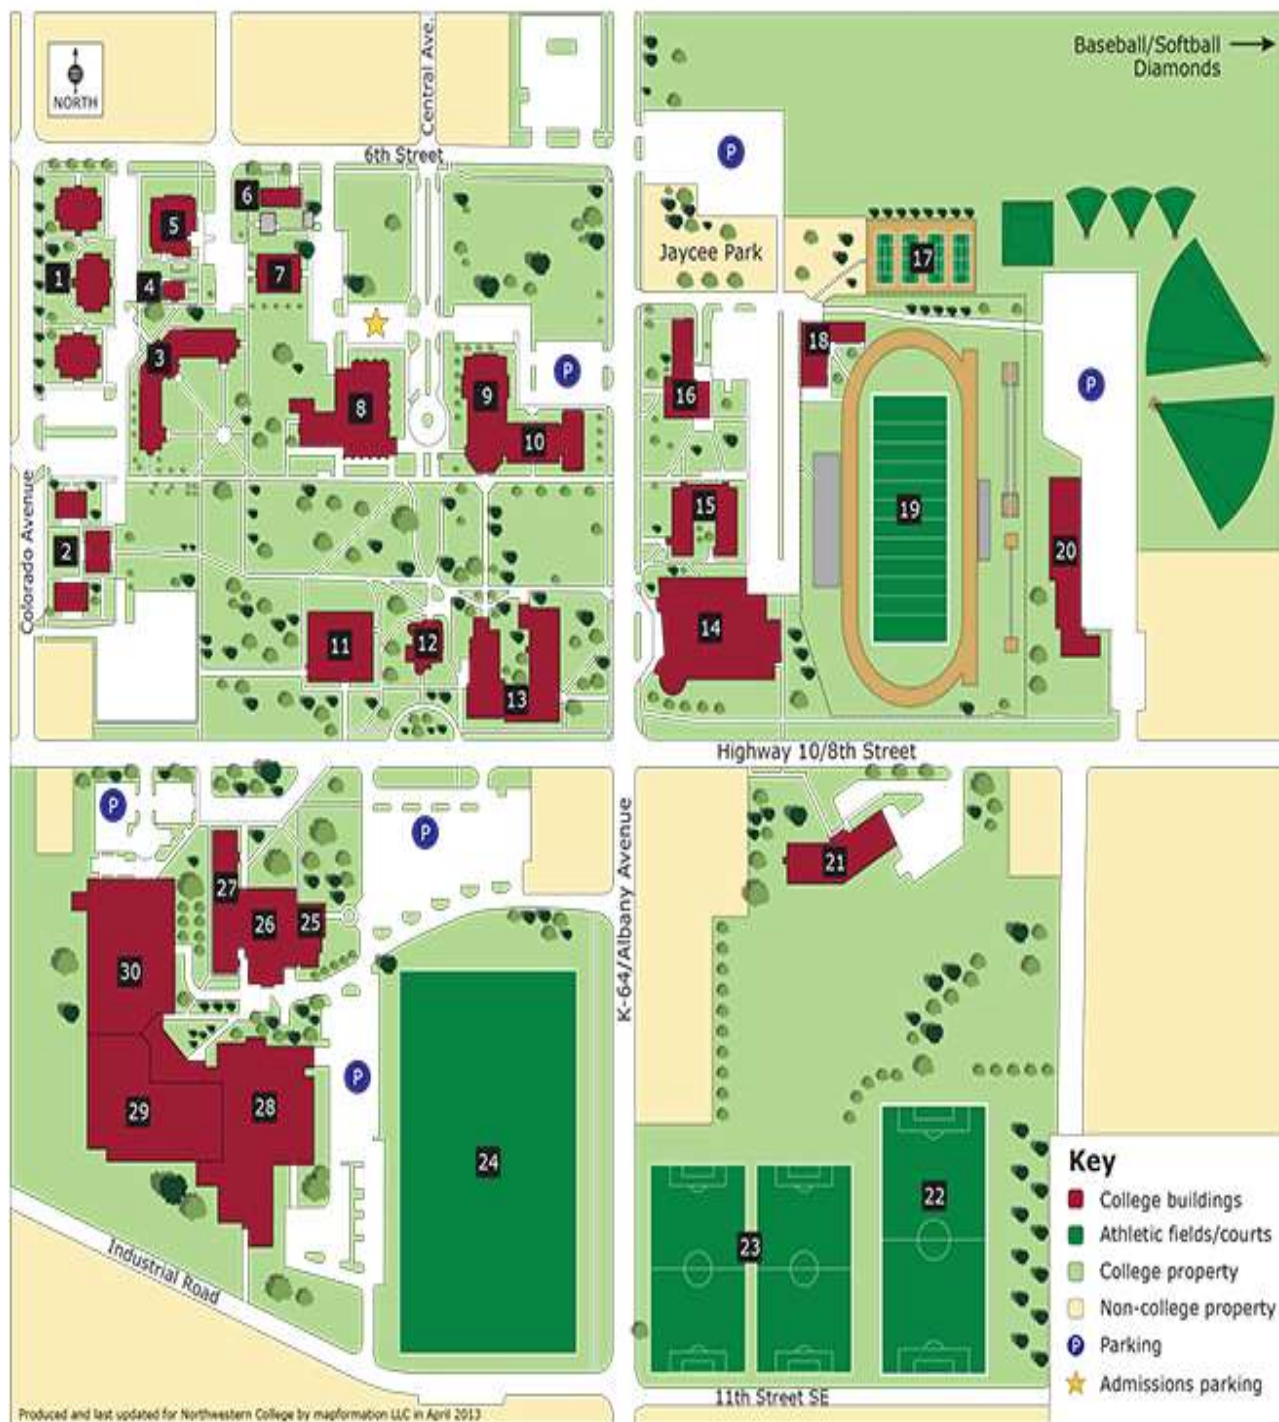 Baseball/Softball
Diamonds
NORTH
Central Ave.
6th Street
P
6
5
1
4
7
3
8
9
10
P
Jaycee Park
17
18
16
P
15
19
20
Colorado Avenue
2
11
12
13
14
Highway 10/8th Street
P
P
K-64/Albany Avenue
21
27
26
25
30
P
29
28
24
22
23
Industrial Road
11th Street SE
Key
College buildings
Athletic fields/courts
College property
Non-college property
P Parking
Admissions parking
Produced and last updated for Northwestern College by mapformation LLC in April 2013